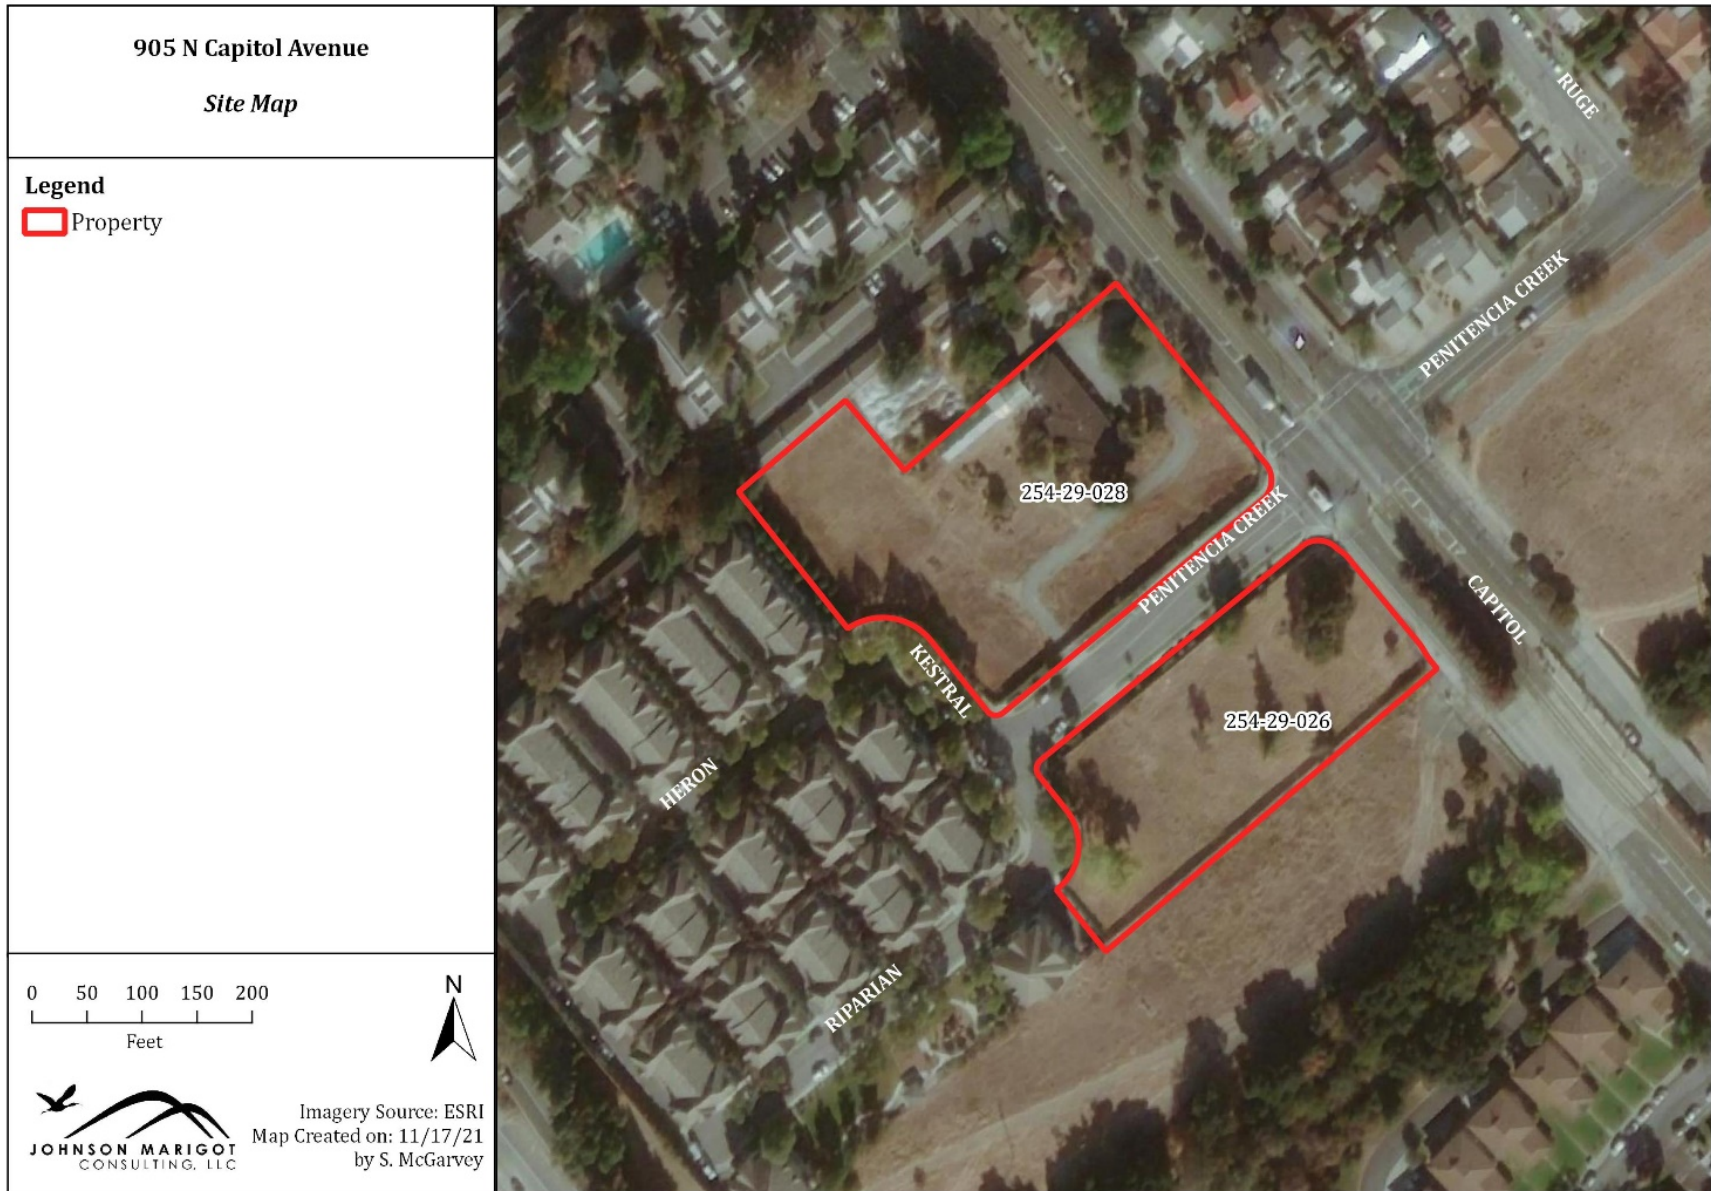 905 N Capitol Avenue
Site Map
Legend
Property
0 50 100 150 200
Feet
N
JOHNSON MARIGOT
CONSULTING, LLC
Imagery Source: ESRI
Map Created on: 11/17/21
by S. McGarvey
RUGE
PENITENCIA CREEK
254-29-028
PENITENCIA CREEK
CAPITOL
KESTRAL
254-29-026
HERON
RIPARIAN